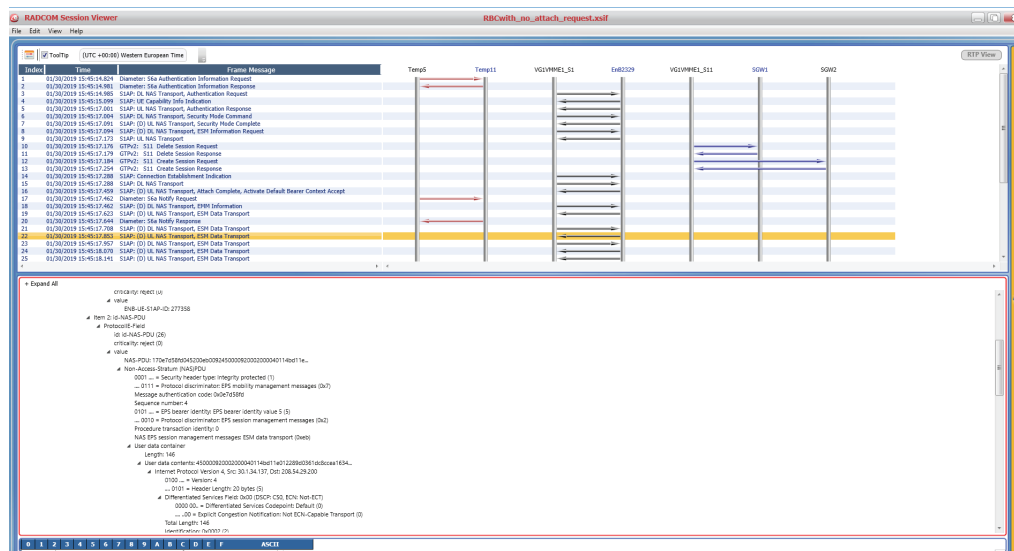 RADCOM Session Viewer
RBCwith_no_attach_request.xsif
File Edit View Help
ToolTip (UTC +00:00) Western European Time
RTP View
Index Time Frame Message
Temp5 Temp11 VG1VMME1_S1 EnB2329 VG1VMME1_S11 SGW1 SGW2
1 01/30/2019 15:45:14.824 Diameter: S6a Authentication Information Request
2 01/30/2019 15:45:14.981 Diameter: S6a Authentication Information Response
3 01/30/2019 15:45:14.985 S1AP: DL NAS Transport, Authentication Request
4 01/30/2019 15:45:15.099 S1AP: UE Capability Info Indication
5 01/30/2019 15:45:17.001 S1AP: UL NAS Transport, Authentication Response
6 01/30/2019 15:45:17.004 S1AP: DL NAS Transport, Security Mode Command
7 01/30/2019 15:45:17.091 S1AP: (D) UL NAS Transport, Security Mode Complete
8 01/30/2019 15:45:17.094 S1AP: (D) DL NAS Transport, ESM Information Request
9 01/30/2019 15:45:17.173 S1AP: UL NAS Transport
10 01/30/2019 15:45:17.176 GTPv2: S11 Delete Session Request
11 01/30/2019 15:45:17.179 GTPv2: S11 Delete Session Response
12 01/30/2019 15:45:17.184 GTPv2: S11 Create Session Request
13 01/30/2019 15:45:17.254 GTPv2: S11 Create Session Response
14 01/30/2019 15:45:17.288 S1AP: Connection Establishment Indication
15 01/30/2019 15:45:17.288 S1AP: DL NAS Transport
16 01/30/2019 15:45:17.459 S1AP: (D) UL NAS Transport, Attach Complete, Activate Default Bearer Context Accept
17 01/30/2019 15:45:17.462 Diameter: S6a Notify Request
18 01/30/2019 15:45:17.462 S1AP: (D) DL NAS Transport, EMM Information
19 01/30/2019 15:45:17.623 S1AP: (D) UL NAS Transport, ESM Data Transport
20 01/30/2019 15:45:17.644 Diameter: S6a Notify Response
21 01/30/2019 15:45:17.708 S1AP: (D) DL NAS Transport, ESM Data Transport
22 01/30/2019 15:45:17.853 S1AP: (D) UL NAS Transport, ESM Data Transport
23 01/30/2019 15:45:17.957 S1AP: (D) DL NAS Transport, ESM Data Transport
24 01/30/2019 15:45:18.070 S1AP: (D) UL NAS Transport, ESM Data Transport
25 01/30/2019 15:45:18.141 S1AP: (D) UL NAS Transport, ESM Data Transport
+ Expand All
criticality: reject (0)
value
ENB-UE-S1AP-ID: 277358
Item 2: id-NAS-PDU
ProtocolIE-Field
id: id-NAS-PDU (26)
criticality: reject (0)
value
NAS-PDU: 170e7d58fd045200eb0092450000920002000040114bd11e...
Non-Access-Stratum (NAS)PDU
0001 .... = Security header type: Integrity protected (1)
.... 0111 = Protocol discriminator: EPS mobility management messages (0x7)
Message authentication code: 0x0e7d58fd
Sequence number: 4
0101 .... = EPS bearer identity: EPS bearer identity value 5 (5)
.... 0010 = Protocol discriminator: EPS session management messages (0x2)
Procedure transaction identity: 0
NAS EPS session management messages: ESM data transport (0xeb)
User data container
Length: 146
User data contents: 450000920002000040114bd11e012289d0361dc8ccea1634...
Internet Protocol Version 4, Src: 30.1.34.137, Dst: 208.54.29.200
0100 .... = Version: 4
.... 0101 = Header Length: 20 bytes (5)
Differentiated Services Field: 0x00 (DSCP: CS0, ECN: Not-ECT)
0000 00.. = Differentiated Services Codepoint: Default (0)
.... ..00 = Explicit Congestion Notification: Not ECN-Capable Transport (0)
Total Length: 146
Identification: 0x0002 (2)
0 1 2 3 4 5 6 7 8 9 A B C D E F ASCII